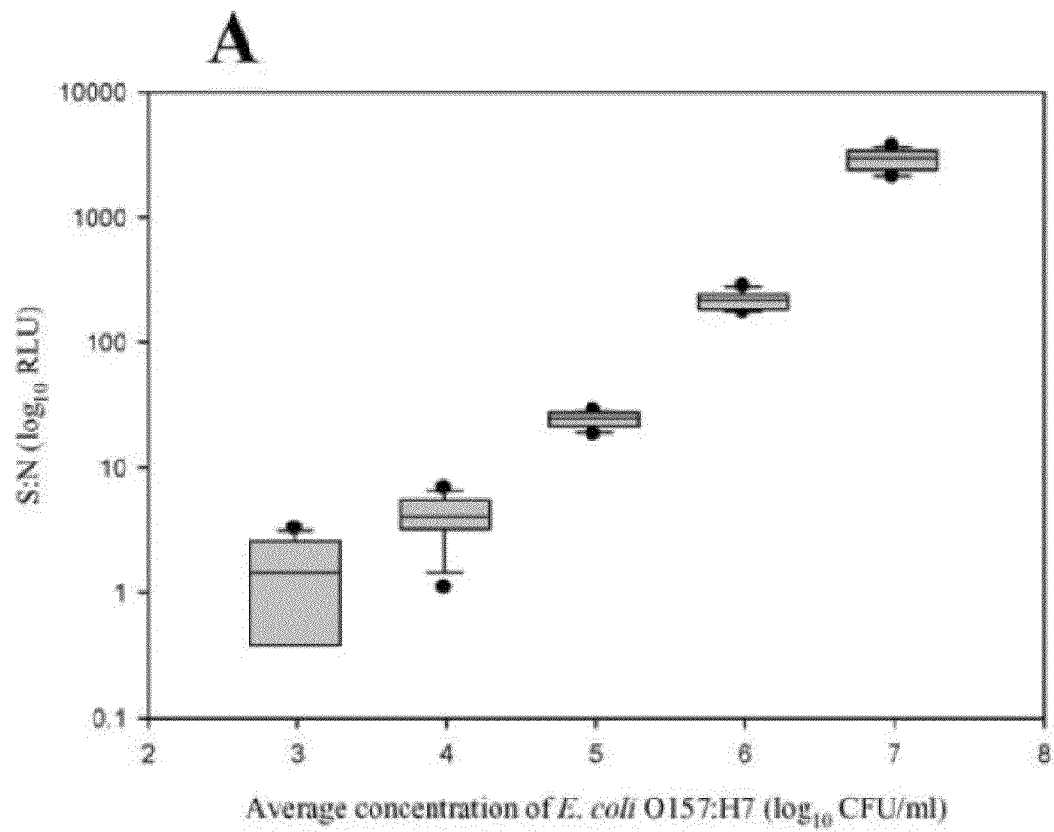 A
10000
1000
100
10
1
0.1
S:N (log10 RLU)
2 3 4 5 6 7 8
Average concentration of E. coli O157:H7 (log10 CFU/ml)